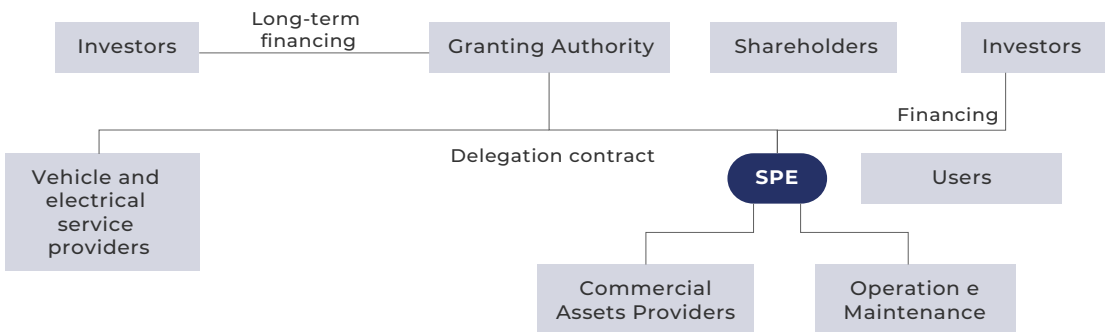 Long-term
financing
Investors
Granting Authority
Shareholders
Investors
Financing
Delegation contract
Vehicle and
electrical
service
providers
SPE
Users
Commercial
Assets Providers
Operation e
Maintenance